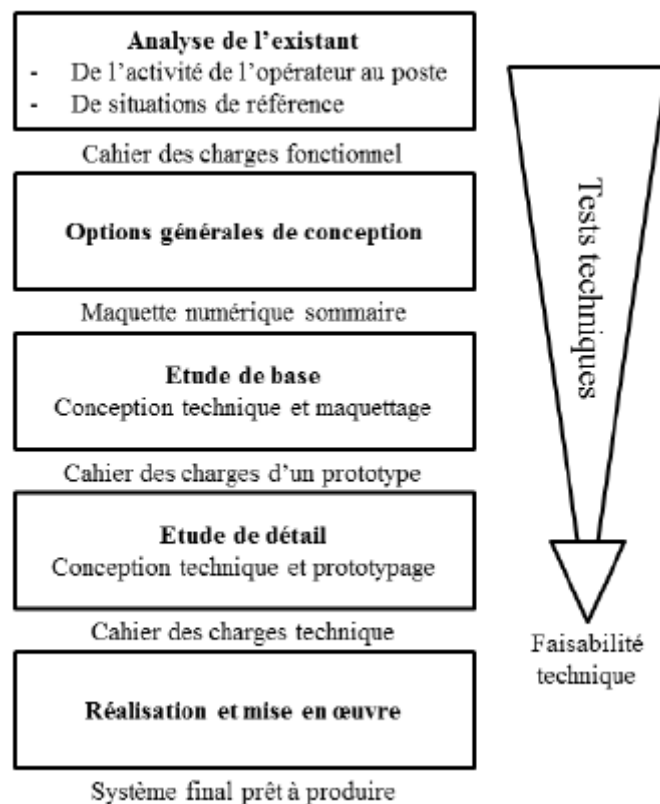 Analyse de l’existant
- De l’activité de l’opérateur au poste
- De situations de référence
Cahier des charges fonctionnel
Options générales de conception
Maquette numérique sommaire
Etude de base
Conception technique et maquettage
Cahier des charges d’un prototype
Etude de détail
Conception technique et prototypage
Cahier des charges technique
Réalisation et mise en œuvre
Système final prêt à produire
Tests techniques
Faisabilité
technique